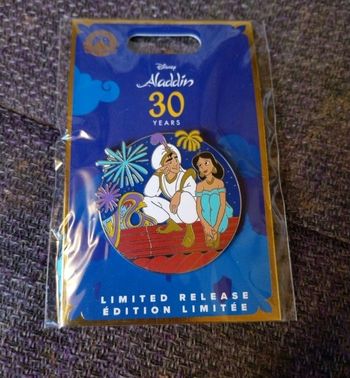 Disney
Aladdin
30
YEARS
LIMITED RELEASE
ÉDITION LIMITÉE